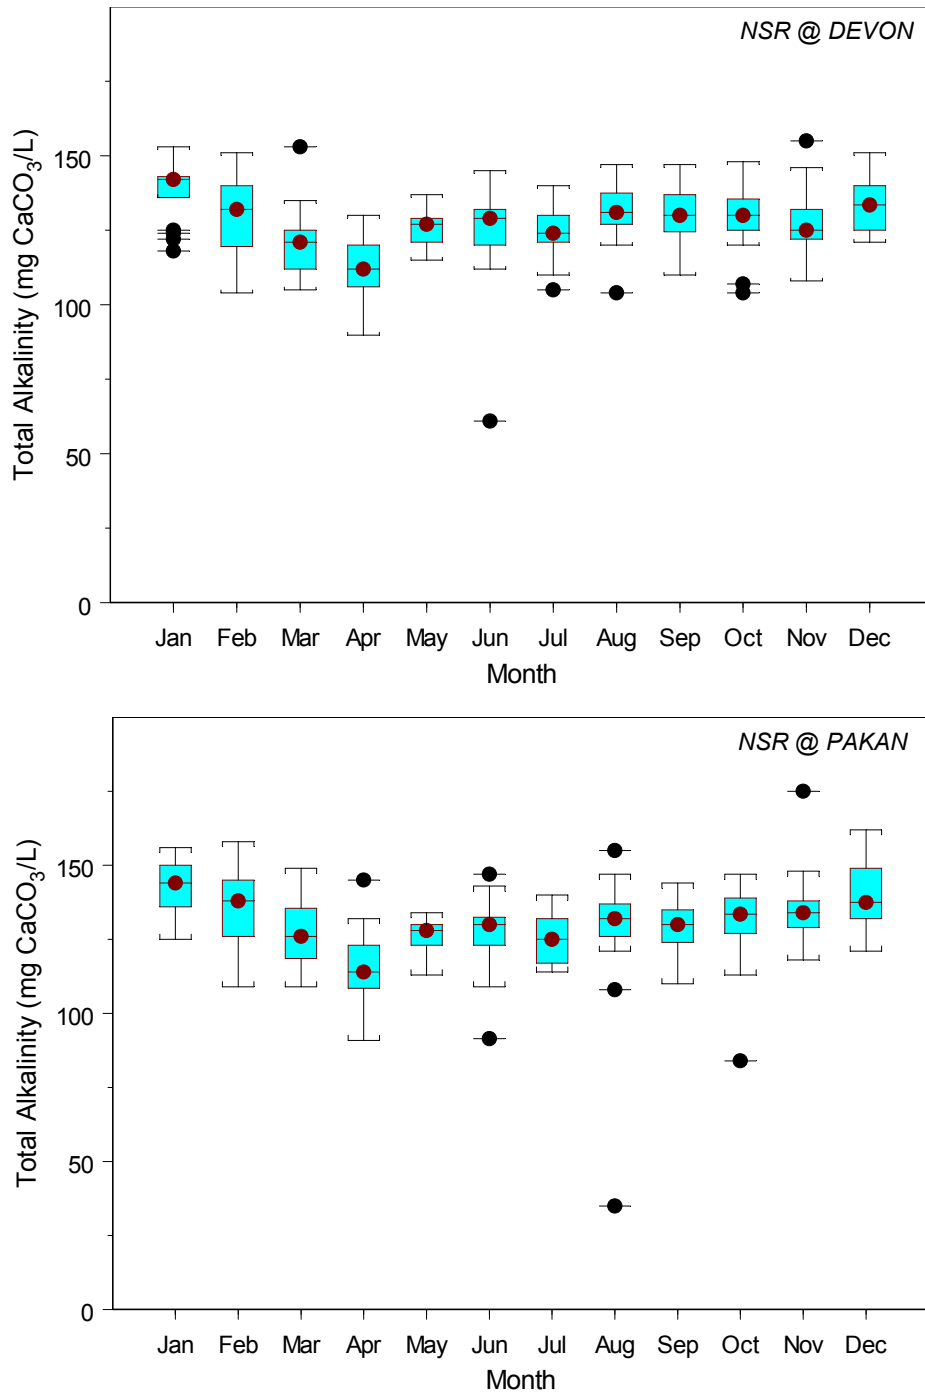 NSR @ DEVON
Total Alkalinity (mg CaCO₃/L)
150
100
50
0
Jan Feb Mar Apr May Jun Jul Aug Sep Oct Nov Dec
Month
NSR @ PAKAN
Total Alkalinity (mg CaCO₃/L)
150
100
50
0
Jan Feb Mar Apr May Jun Jul Aug Sep Oct Nov Dec
Month